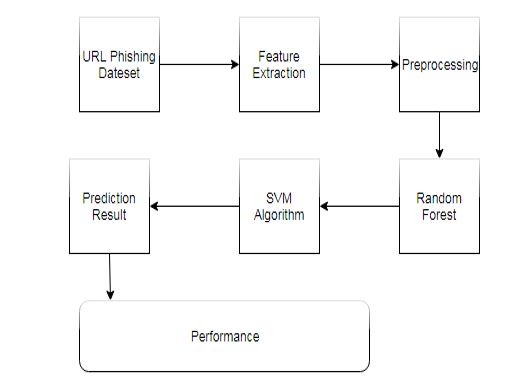 URL Phishing
Dateset
Feature
Extraction
Preprocessing
Prediction
Result
SVM
Algorithm
Random
Forest
Performance